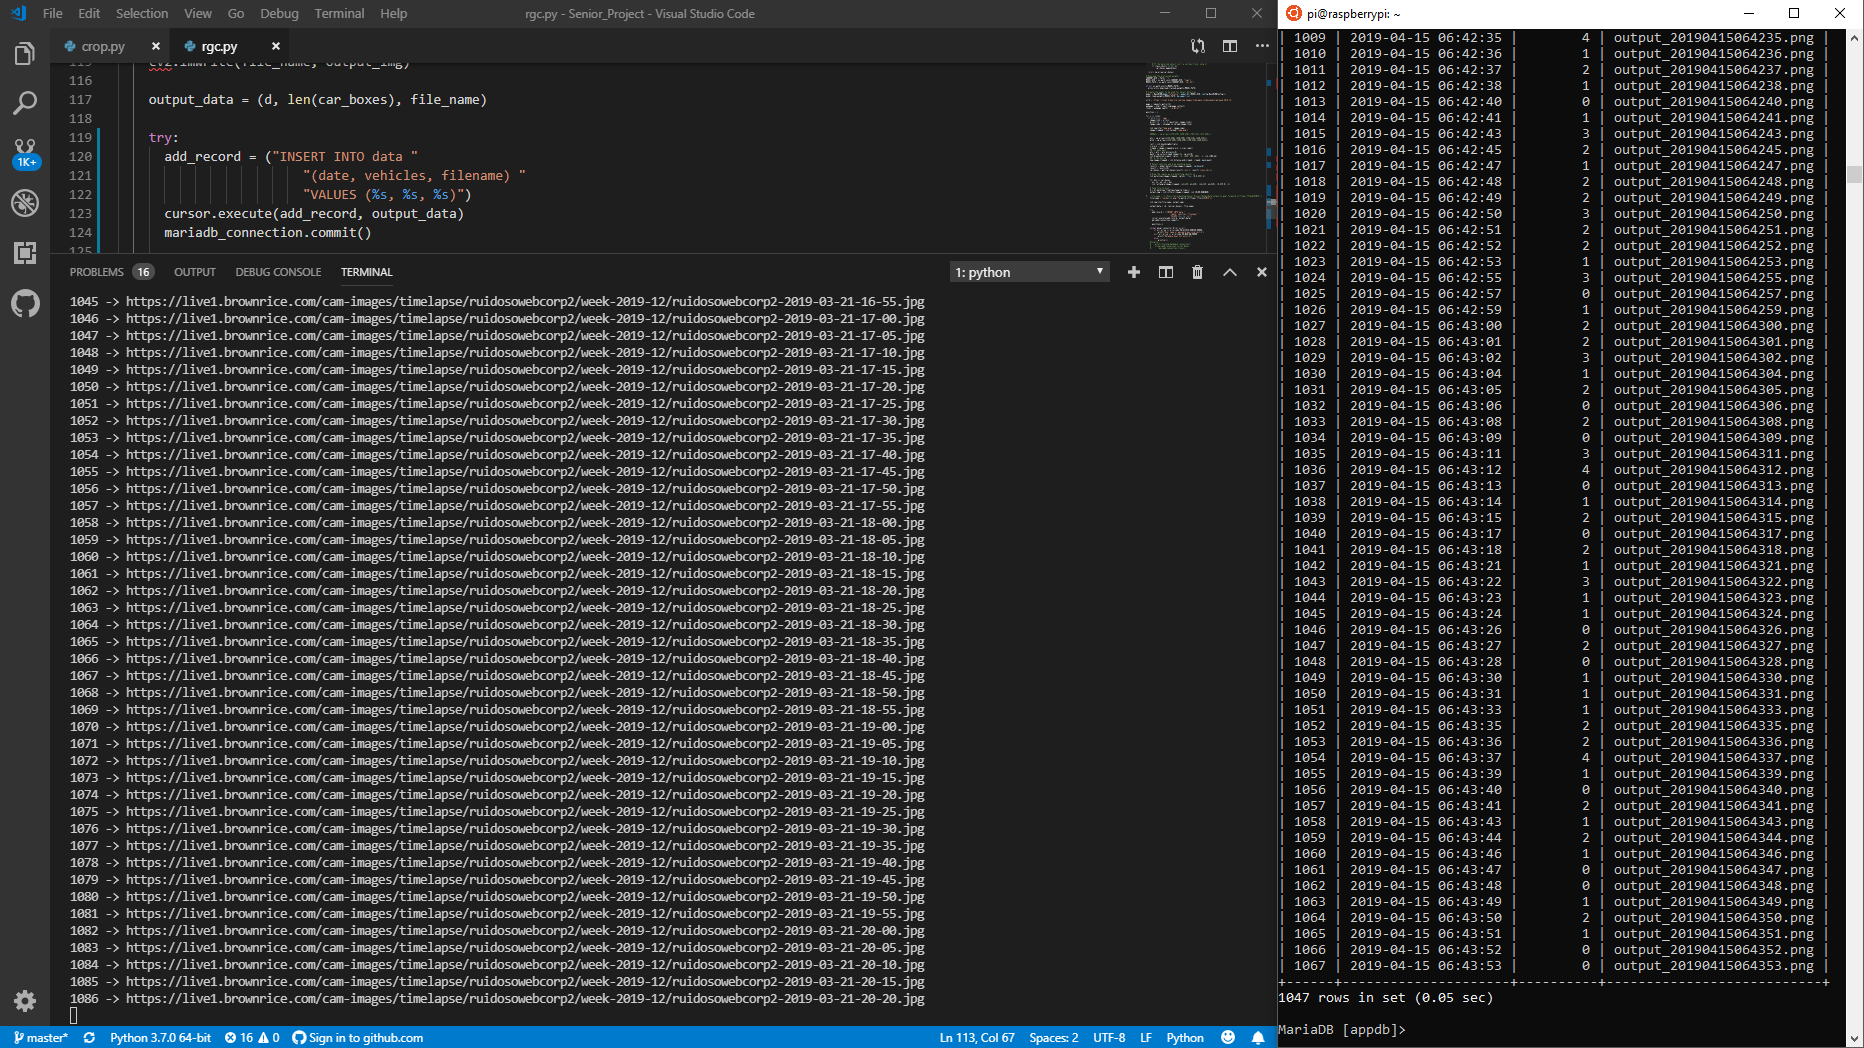 File Edit Selection View Go Debug Terminal Help
rgc.py - Senior_Project - Visual Studio Code
crop.py
rgc.py
115 cv2.imwrite(file_name, output_img)
116
117 output_data = (d, len(car_boxes), file_name)
118
119 try:
120 add_record = ("INSERT INTO data "
121 "(date, vehicles, filename) "
122 "VALUES (%s, %s, %s)")
123 cursor.execute(add_record, output_data)
124 mariadb_connection.commit()
125
1K+
PROBLEMS 16 OUTPUT DEBUG CONSOLE TERMINAL
1: python
1045 -> https://live1.brownrice.com/cam-images/timelapse/ruidosowebcorp2/week-2019-12/ruidosowebcorp2-2019-03-21-16-55.jpg
1046 -> https://live1.brownrice.com/cam-images/timelapse/ruidosowebcorp2/week-2019-12/ruidosowebcorp2-2019-03-21-17-00.jpg
1047 -> https://live1.brownrice.com/cam-images/timelapse/ruidosowebcorp2/week-2019-12/ruidosowebcorp2-2019-03-21-17-05.jpg
1048 -> https://live1.brownrice.com/cam-images/timelapse/ruidosowebcorp2/week-2019-12/ruidosowebcorp2-2019-03-21-17-10.jpg
1049 -> https://live1.brownrice.com/cam-images/timelapse/ruidosowebcorp2/week-2019-12/ruidosowebcorp2-2019-03-21-17-15.jpg
1050 -> https://live1.brownrice.com/cam-images/timelapse/ruidosowebcorp2/week-2019-12/ruidosowebcorp2-2019-03-21-17-20.jpg
1051 -> https://live1.brownrice.com/cam-images/timelapse/ruidosowebcorp2/week-2019-12/ruidosowebcorp2-2019-03-21-17-25.jpg
1052 -> https://live1.brownrice.com/cam-images/timelapse/ruidosowebcorp2/week-2019-12/ruidosowebcorp2-2019-03-21-17-30.jpg
1053 -> https://live1.brownrice.com/cam-images/timelapse/ruidosowebcorp2/week-2019-12/ruidosowebcorp2-2019-03-21-17-35.jpg
1054 -> https://live1.brownrice.com/cam-images/timelapse/ruidosowebcorp2/week-2019-12/ruidosowebcorp2-2019-03-21-17-40.jpg
1055 -> https://live1.brownrice.com/cam-images/timelapse/ruidosowebcorp2/week-2019-12/ruidosowebcorp2-2019-03-21-17-45.jpg
1056 -> https://live1.brownrice.com/cam-images/timelapse/ruidosowebcorp2/week-2019-12/ruidosowebcorp2-2019-03-21-17-50.jpg
1057 -> https://live1.brownrice.com/cam-images/timelapse/ruidosowebcorp2/week-2019-12/ruidosowebcorp2-2019-03-21-17-55.jpg
1058 -> https://live1.brownrice.com/cam-images/timelapse/ruidosowebcorp2/week-2019-12/ruidosowebcorp2-2019-03-21-18-00.jpg
1059 -> https://live1.brownrice.com/cam-images/timelapse/ruidosowebcorp2/week-2019-12/ruidosowebcorp2-2019-03-21-18-05.jpg
1060 -> https://live1.brownrice.com/cam-images/timelapse/ruidosowebcorp2/week-2019-12/ruidosowebcorp2-2019-03-21-18-10.jpg
1061 -> https://live1.brownrice.com/cam-images/timelapse/ruidosowebcorp2/week-2019-12/ruidosowebcorp2-2019-03-21-18-15.jpg
1062 -> https://live1.brownrice.com/cam-images/timelapse/ruidosowebcorp2/week-2019-12/ruidosowebcorp2-2019-03-21-18-20.jpg
1063 -> https://live1.brownrice.com/cam-images/timelapse/ruidosowebcorp2/week-2019-12/ruidosowebcorp2-2019-03-21-18-25.jpg
1064 -> https://live1.brownrice.com/cam-images/timelapse/ruidosowebcorp2/week-2019-12/ruidosowebcorp2-2019-03-21-18-30.jpg
1065 -> https://live1.brownrice.com/cam-images/timelapse/ruidosowebcorp2/week-2019-12/ruidosowebcorp2-2019-03-21-18-35.jpg
1066 -> https://live1.brownrice.com/cam-images/timelapse/ruidosowebcorp2/week-2019-12/ruidosowebcorp2-2019-03-21-18-40.jpg
1067 -> https://live1.brownrice.com/cam-images/timelapse/ruidosowebcorp2/week-2019-12/ruidosowebcorp2-2019-03-21-18-45.jpg
1068 -> https://live1.brownrice.com/cam-images/timelapse/ruidosowebcorp2/week-2019-12/ruidosowebcorp2-2019-03-21-18-50.jpg
1069 -> https://live1.brownrice.com/cam-images/timelapse/ruidosowebcorp2/week-2019-12/ruidosowebcorp2-2019-03-21-18-55.jpg
1070 -> https://live1.brownrice.com/cam-images/timelapse/ruidosowebcorp2/week-2019-12/ruidosowebcorp2-2019-03-21-19-00.jpg
1071 -> https://live1.brownrice.com/cam-images/timelapse/ruidosowebcorp2/week-2019-12/ruidosowebcorp2-2019-03-21-19-05.jpg
1072 -> https://live1.brownrice.com/cam-images/timelapse/ruidosowebcorp2/week-2019-12/ruidosowebcorp2-2019-03-21-19-10.jpg
1073 -> https://live1.brownrice.com/cam-images/timelapse/ruidosowebcorp2/week-2019-12/ruidosowebcorp2-2019-03-21-19-15.jpg
1074 -> https://live1.brownrice.com/cam-images/timelapse/ruidosowebcorp2/week-2019-12/ruidosowebcorp2-2019-03-21-19-20.jpg
1075 -> https://live1.brownrice.com/cam-images/timelapse/ruidosowebcorp2/week-2019-12/ruidosowebcorp2-2019-03-21-19-25.jpg
1076 -> https://live1.brownrice.com/cam-images/timelapse/ruidosowebcorp2/week-2019-12/ruidosowebcorp2-2019-03-21-19-30.jpg
1077 -> https://live1.brownrice.com/cam-images/timelapse/ruidosowebcorp2/week-2019-12/ruidosowebcorp2-2019-03-21-19-35.jpg
1078 -> https://live1.brownrice.com/cam-images/timelapse/ruidosowebcorp2/week-2019-12/ruidosowebcorp2-2019-03-21-19-40.jpg
1079 -> https://live1.brownrice.com/cam-images/timelapse/ruidosowebcorp2/week-2019-12/ruidosowebcorp2-2019-03-21-19-45.jpg
1080 -> https://live1.brownrice.com/cam-images/timelapse/ruidosowebcorp2/week-2019-12/ruidosowebcorp2-2019-03-21-19-50.jpg
1081 -> https://live1.brownrice.com/cam-images/timelapse/ruidosowebcorp2/week-2019-12/ruidosowebcorp2-2019-03-21-19-55.jpg
1082 -> https://live1.brownrice.com/cam-images/timelapse/ruidosowebcorp2/week-2019-12/ruidosowebcorp2-2019-03-21-20-00.jpg
1083 -> https://live1.brownrice.com/cam-images/timelapse/ruidosowebcorp2/week-2019-12/ruidosowebcorp2-2019-03-21-20-05.jpg
1084 -> https://live1.brownrice.com/cam-images/timelapse/ruidosowebcorp2/week-2019-12/ruidosowebcorp2-2019-03-21-20-10.jpg
1085 -> https://live1.brownrice.com/cam-images/timelapse/ruidosowebcorp2/week-2019-12/ruidosowebcorp2-2019-03-21-20-15.jpg
1086 -> https://live1.brownrice.com/cam-images/timelapse/ruidosowebcorp2/week-2019-12/ruidosowebcorp2-2019-03-21-20-20.jpg
master* Python 3.7.0 64-bit 16 0 Sign in to github.com Ln 113, Col 67 Spaces: 2 UTF-8 LF Python
pi@raspberrypi: ~
| 1009 | 2019-04-15 06:42:35 | 4 | output_20190415064235.png |
| 1010 | 2019-04-15 06:42:36 | 1 | output_20190415064236.png |
| 1011 | 2019-04-15 06:42:37 | 2 | output_20190415064237.png |
| 1012 | 2019-04-15 06:42:38 | 1 | output_20190415064238.png |
| 1013 | 2019-04-15 06:42:40 | 0 | output_20190415064240.png |
| 1014 | 2019-04-15 06:42:41 | 1 | output_20190415064241.png |
| 1015 | 2019-04-15 06:42:43 | 3 | output_20190415064243.png |
| 1016 | 2019-04-15 06:42:45 | 2 | output_20190415064245.png |
| 1017 | 2019-04-15 06:42:47 | 1 | output_20190415064247.png |
| 1018 | 2019-04-15 06:42:48 | 2 | output_20190415064248.png |
| 1019 | 2019-04-15 06:42:49 | 2 | output_20190415064249.png |
| 1020 | 2019-04-15 06:42:50 | 3 | output_20190415064250.png |
| 1021 | 2019-04-15 06:42:51 | 2 | output_20190415064251.png |
| 1022 | 2019-04-15 06:42:52 | 2 | output_20190415064252.png |
| 1023 | 2019-04-15 06:42:53 | 1 | output_20190415064253.png |
| 1024 | 2019-04-15 06:42:55 | 3 | output_20190415064255.png |
| 1025 | 2019-04-15 06:42:57 | 0 | output_20190415064257.png |
| 1026 | 2019-04-15 06:42:59 | 1 | output_20190415064259.png |
| 1027 | 2019-04-15 06:43:00 | 2 | output_20190415064300.png |
| 1028 | 2019-04-15 06:43:01 | 2 | output_20190415064301.png |
| 1029 | 2019-04-15 06:43:02 | 3 | output_20190415064302.png |
| 1030 | 2019-04-15 06:43:04 | 1 | output_20190415064304.png |
| 1031 | 2019-04-15 06:43:05 | 2 | output_20190415064305.png |
| 1032 | 2019-04-15 06:43:06 | 0 | output_20190415064306.png |
| 1033 | 2019-04-15 06:43:08 | 2 | output_20190415064308.png |
| 1034 | 2019-04-15 06:43:09 | 0 | output_20190415064309.png |
| 1035 | 2019-04-15 06:43:11 | 3 | output_20190415064311.png |
| 1036 | 2019-04-15 06:43:12 | 4 | output_20190415064312.png |
| 1037 | 2019-04-15 06:43:13 | 0 | output_20190415064313.png |
| 1038 | 2019-04-15 06:43:14 | 1 | output_20190415064314.png |
| 1039 | 2019-04-15 06:43:15 | 2 | output_20190415064315.png |
| 1040 | 2019-04-15 06:43:17 | 0 | output_20190415064317.png |
| 1041 | 2019-04-15 06:43:18 | 2 | output_20190415064318.png |
| 1042 | 2019-04-15 06:43:21 | 1 | output_20190415064321.png |
| 1043 | 2019-04-15 06:43:22 | 3 | output_20190415064322.png |
| 1044 | 2019-04-15 06:43:23 | 1 | output_20190415064323.png |
| 1045 | 2019-04-15 06:43:24 | 1 | output_20190415064324.png |
| 1046 | 2019-04-15 06:43:26 | 0 | output_20190415064326.png |
| 1047 | 2019-04-15 06:43:27 | 2 | output_20190415064327.png |
| 1048 | 2019-04-15 06:43:28 | 0 | output_20190415064328.png |
| 1049 | 2019-04-15 06:43:30 | 1 | output_20190415064330.png |
| 1050 | 2019-04-15 06:43:31 | 1 | output_20190415064331.png |
| 1051 | 2019-04-15 06:43:33 | 1 | output_20190415064333.png |
| 1052 | 2019-04-15 06:43:35 | 2 | output_20190415064335.png |
| 1053 | 2019-04-15 06:43:36 | 2 | output_20190415064336.png |
| 1054 | 2019-04-15 06:43:37 | 4 | output_20190415064337.png |
| 1055 | 2019-04-15 06:43:39 | 1 | output_20190415064339.png |
| 1056 | 2019-04-15 06:43:40 | 0 | output_20190415064340.png |
| 1057 | 2019-04-15 06:43:41 | 2 | output_20190415064341.png |
| 1058 | 2019-04-15 06:43:43 | 1 | output_20190415064343.png |
| 1059 | 2019-04-15 06:43:44 | 2 | output_20190415064344.png |
| 1060 | 2019-04-15 06:43:46 | 1 | output_20190415064346.png |
| 1061 | 2019-04-15 06:43:47 | 0 | output_20190415064347.png |
| 1062 | 2019-04-15 06:43:48 | 0 | output_20190415064348.png |
| 1063 | 2019-04-15 06:43:49 | 1 | output_20190415064349.png |
| 1064 | 2019-04-15 06:43:50 | 2 | output_20190415064350.png |
| 1065 | 2019-04-15 06:43:51 | 1 | output_20190415064351.png |
| 1066 | 2019-04-15 06:43:52 | 0 | output_20190415064352.png |
| 1067 | 2019-04-15 06:43:53 | 0 | output_20190415064353.png |
+------+---------------------+----------+---------------------------+
1047 rows in set (0.05 sec)
MariaDB [appdb]>